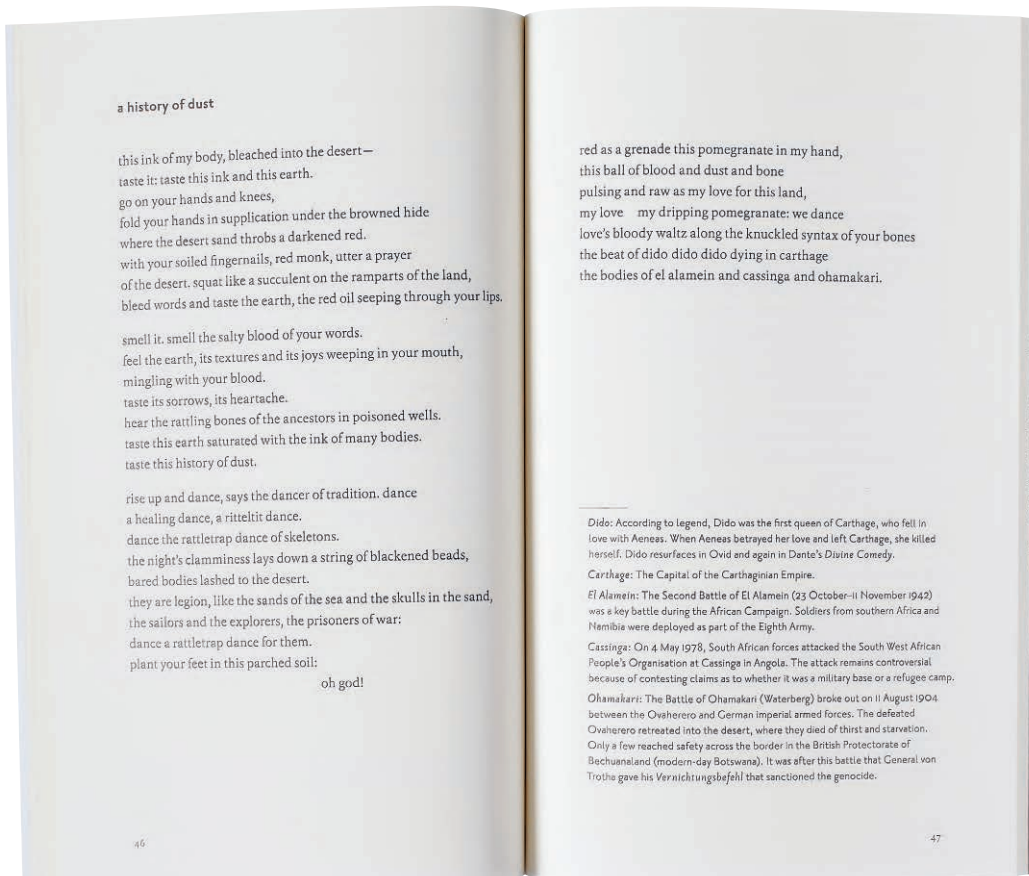 a history of dust
this ink of my body, bleached into the desert—
taste it: taste this ink and this earth.
go on your hands and knees,
fold your hands in supplication under the browned hide
where the desert sand throbs a darkened red.
with your soiled fingernails, red monk, utter a prayer
of the desert. squat like a succulent on the ramparts of the land,
bleed words and taste the earth, the red oil seeping through your lips.
smell it. smell the salty blood of your words.
feel the earth, its textures and its joys weeping in your mouth,
mingling with your blood.
taste its sorrows, its heartache.
hear the rattling bones of the ancestors in poisoned wells.
taste this earth saturated with the ink of many bodies.
taste this history of dust.
rise up and dance, says the dancer of tradition. dance
a healing dance, a ritteltit dance.
dance the rattletrap dance of skeletons.
the night's clamminess lays down a string of blackened beads,
bared bodies lashed to the desert.
they are legion, like the sands of the sea and the skulls in the sand,
the sailors and the explorers, the prisoners of war:
dance a rattletrap dance for them.
plant your feet in this parched soil:
oh god!
46
red as a grenade this pomegranate in my hand,
this ball of blood and dust and bone
pulsing and raw as my love for this land,
my love my dripping pomegranate: we dance
love's bloody waltz along the knuckled syntax of your bones
the beat of dido dido dido dying in carthage
the bodies of el alamein and cassinga and ohamakari.
Dido: According to legend, Dido was the first queen of Carthage, who fell in
love with Aeneas. When Aeneas betrayed her love and left Carthage, she killed
herself. Dido resurfaces in Ovid and again in Dante's Divine Comedy.
Carthage: The Capital of the Carthaginian Empire.
El Alamein: The Second Battle of El Alamein (23 October–11 November 1942)
was a key battle during the African Campaign. Soldiers from southern Africa and
Namibia were deployed as part of the Eighth Army.
Cassinga: On 4 May 1978, South African forces attacked the South West African
People's Organisation at Cassinga in Angola. The attack remains controversial
because of contesting claims as to whether it was a military base or a refugee camp.
Ohamakari: The Battle of Ohamakari (Waterberg) broke out on 11 August 1904
between the Ovaherero and German imperial armed forces. The defeated
Ovaherero retreated into the desert, where they died of thirst and starvation.
Only a few reached safety across the border in the British Protectorate of
Bechuanaland (modern-day Botswana). It was after this battle that General von
Trotha gave his Vernichtungsbefehl that sanctioned the genocide.
47